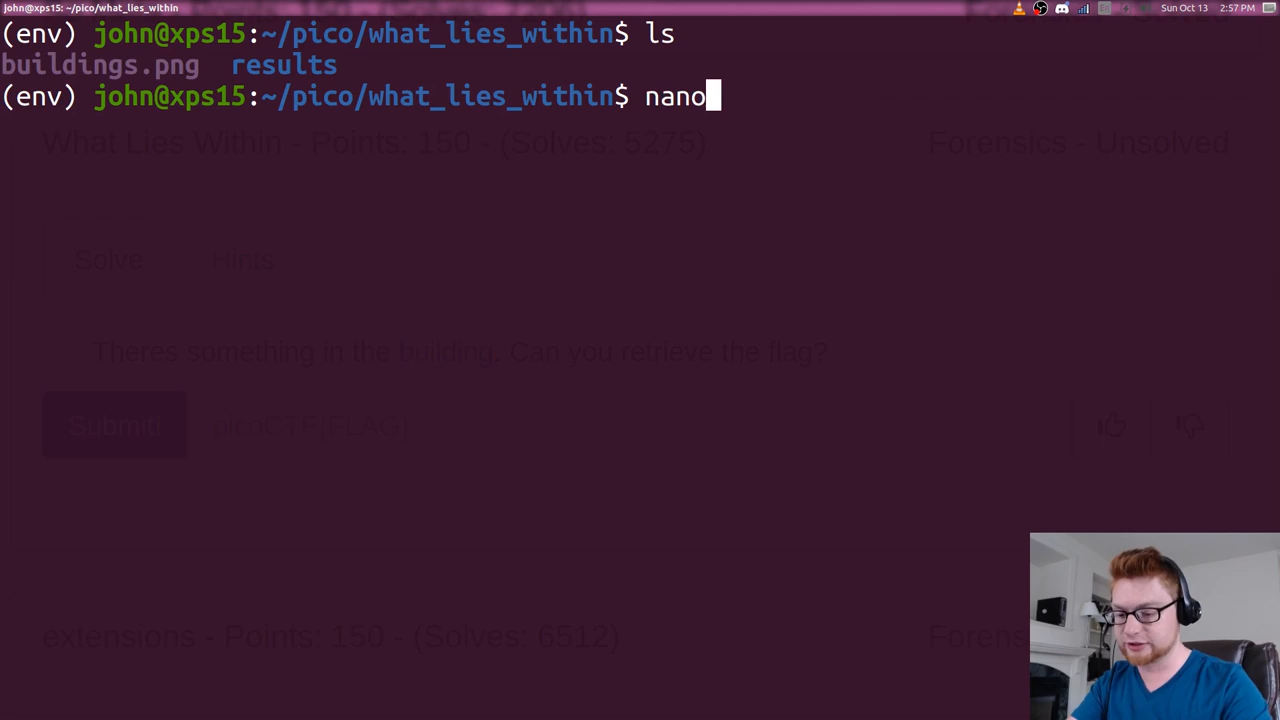 john@xps15: ~/pico/what_lies_within
Sun Oct 13 2:57 PM
(env) john@xps15:~/pico/what_lies_within$ ls
buildings.png results
(env) john@xps15:~/pico/what_lies_within$ nano
What Lies Within - Points: 150 - (Solves: 5275) Forensics - Unsolved
Solve Hints
Theres something in the building. Can you retrieve the flag?
Submit! picoCTF{FLAG}
extensions - Points: 150 - (Solves: 6512)